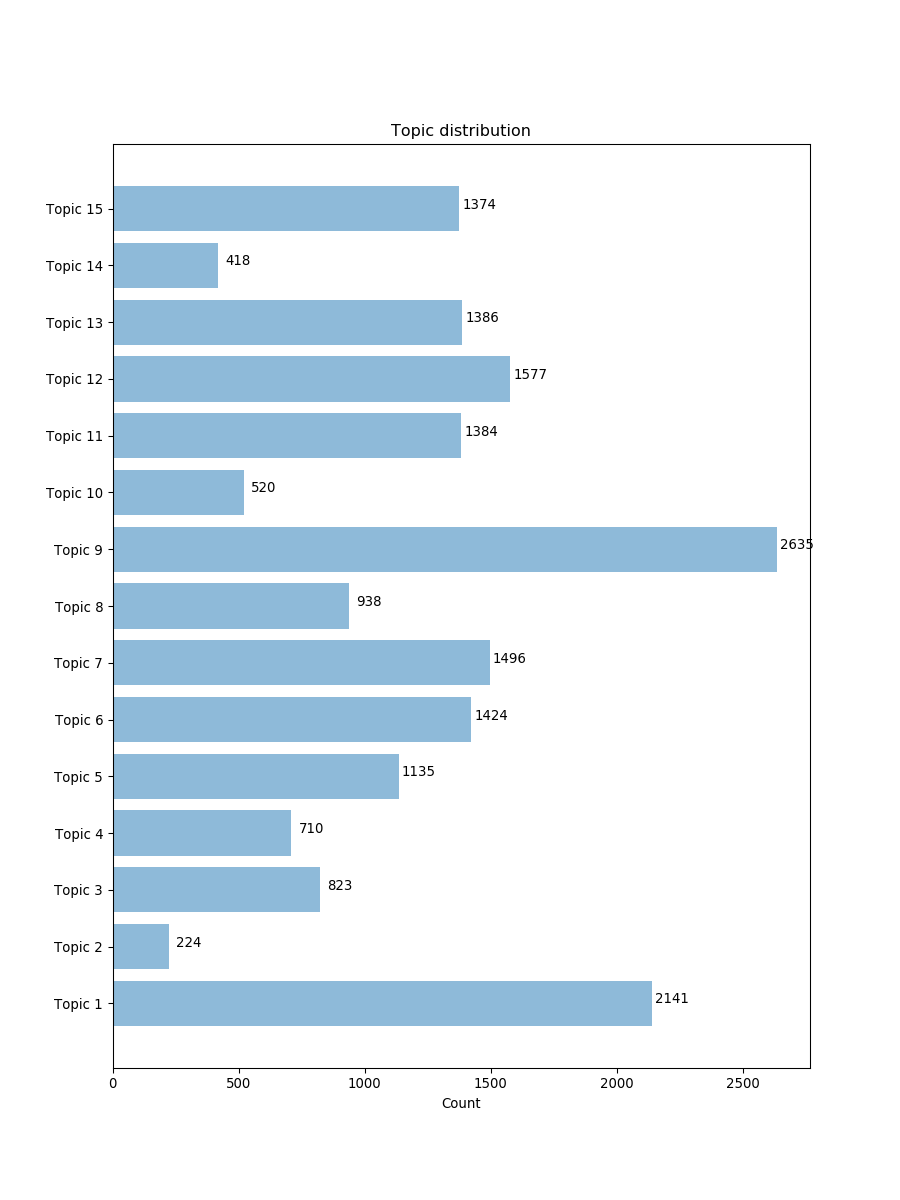 Topic distribution
Topic 15 1374
Topic 14 418
Topic 13 1386
Topic 12 1577
Topic 11 1384
Topic 10 520
Topic 9 2635
Topic 8 938
Topic 7 1496
Topic 6 1424
Topic 5 1135
Topic 4 710
Topic 3 823
Topic 2 224
Topic 1 2141
0 500 1000 1500 2000 2500
Count